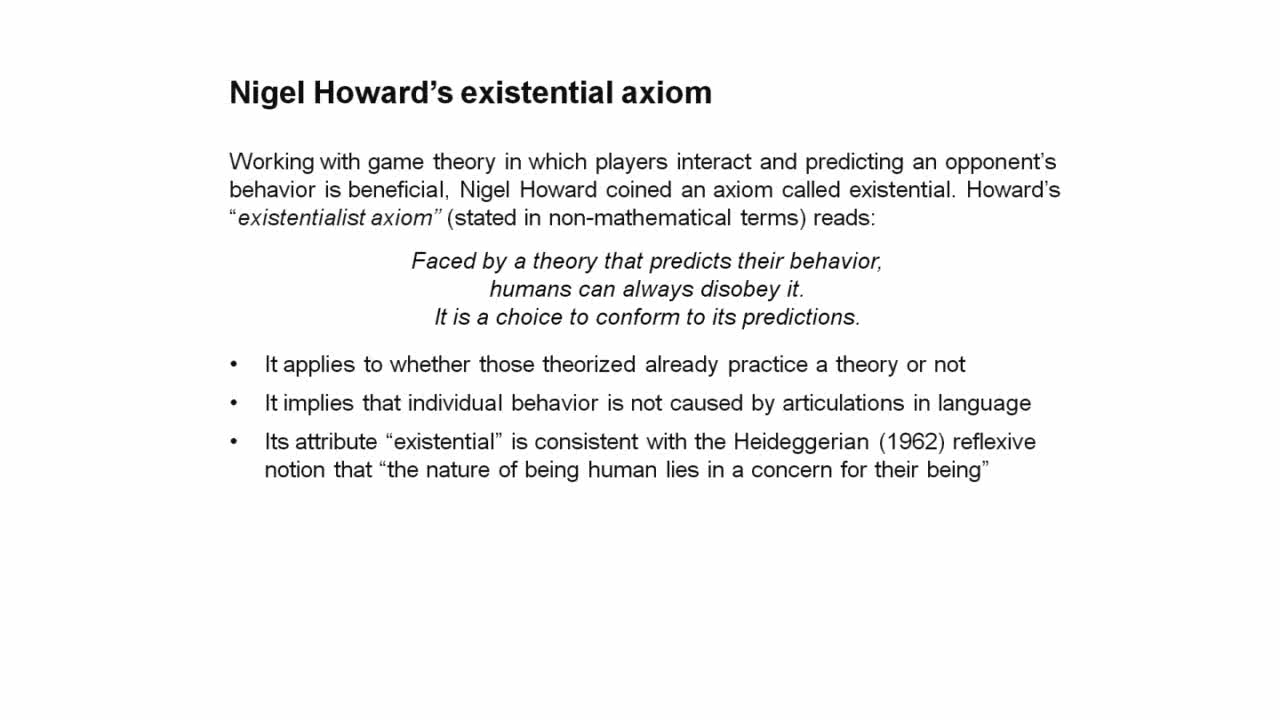 Nigel Howard’s existential axiom
Working with game theory in which players interact and predicting an opponent’s
behavior is beneficial, Nigel Howard coined an axiom called existential. Howard’s
“existentialist axiom” (stated in non-mathematical terms) reads:
Faced by a theory that predicts their behavior,
humans can always disobey it.
It is a choice to conform to its predictions.
• It applies to whether those theorized already practice a theory or not
• It implies that individual behavior is not caused by articulations in language
• Its attribute “existential” is consistent with the Heideggerian (1962) reflexive
notion that “the nature of being human lies in a concern for their being”